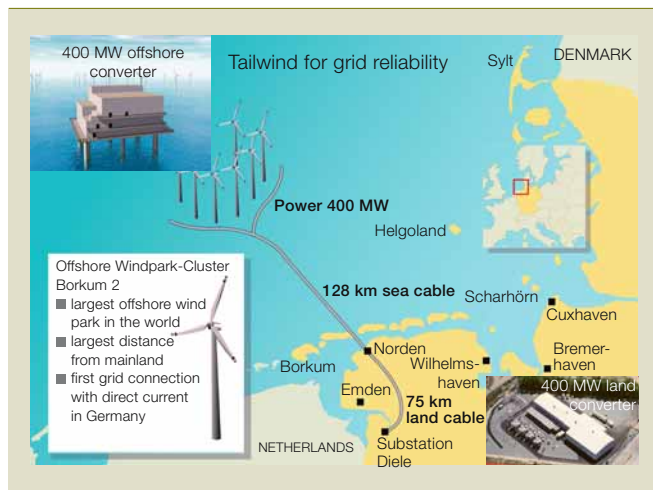 400 MW offshore
converter
Tailwind for grid reliability
Sylt
DENMARK
Power 400 MW
Helgoland
Offshore Windpark-Cluster
Borkum 2
■ largest offshore wind
park in the world
■ largest distance
from mainland
■ first grid connection
with direct current
in Germany
128 km sea cable
Scharhörn
Cuxhaven
Norden
Borkum
Wilhelms-
haven
Bremer-
haven
Emden
75 km
land cable
400 MW land
converter
NETHERLANDS
Substation
Diele